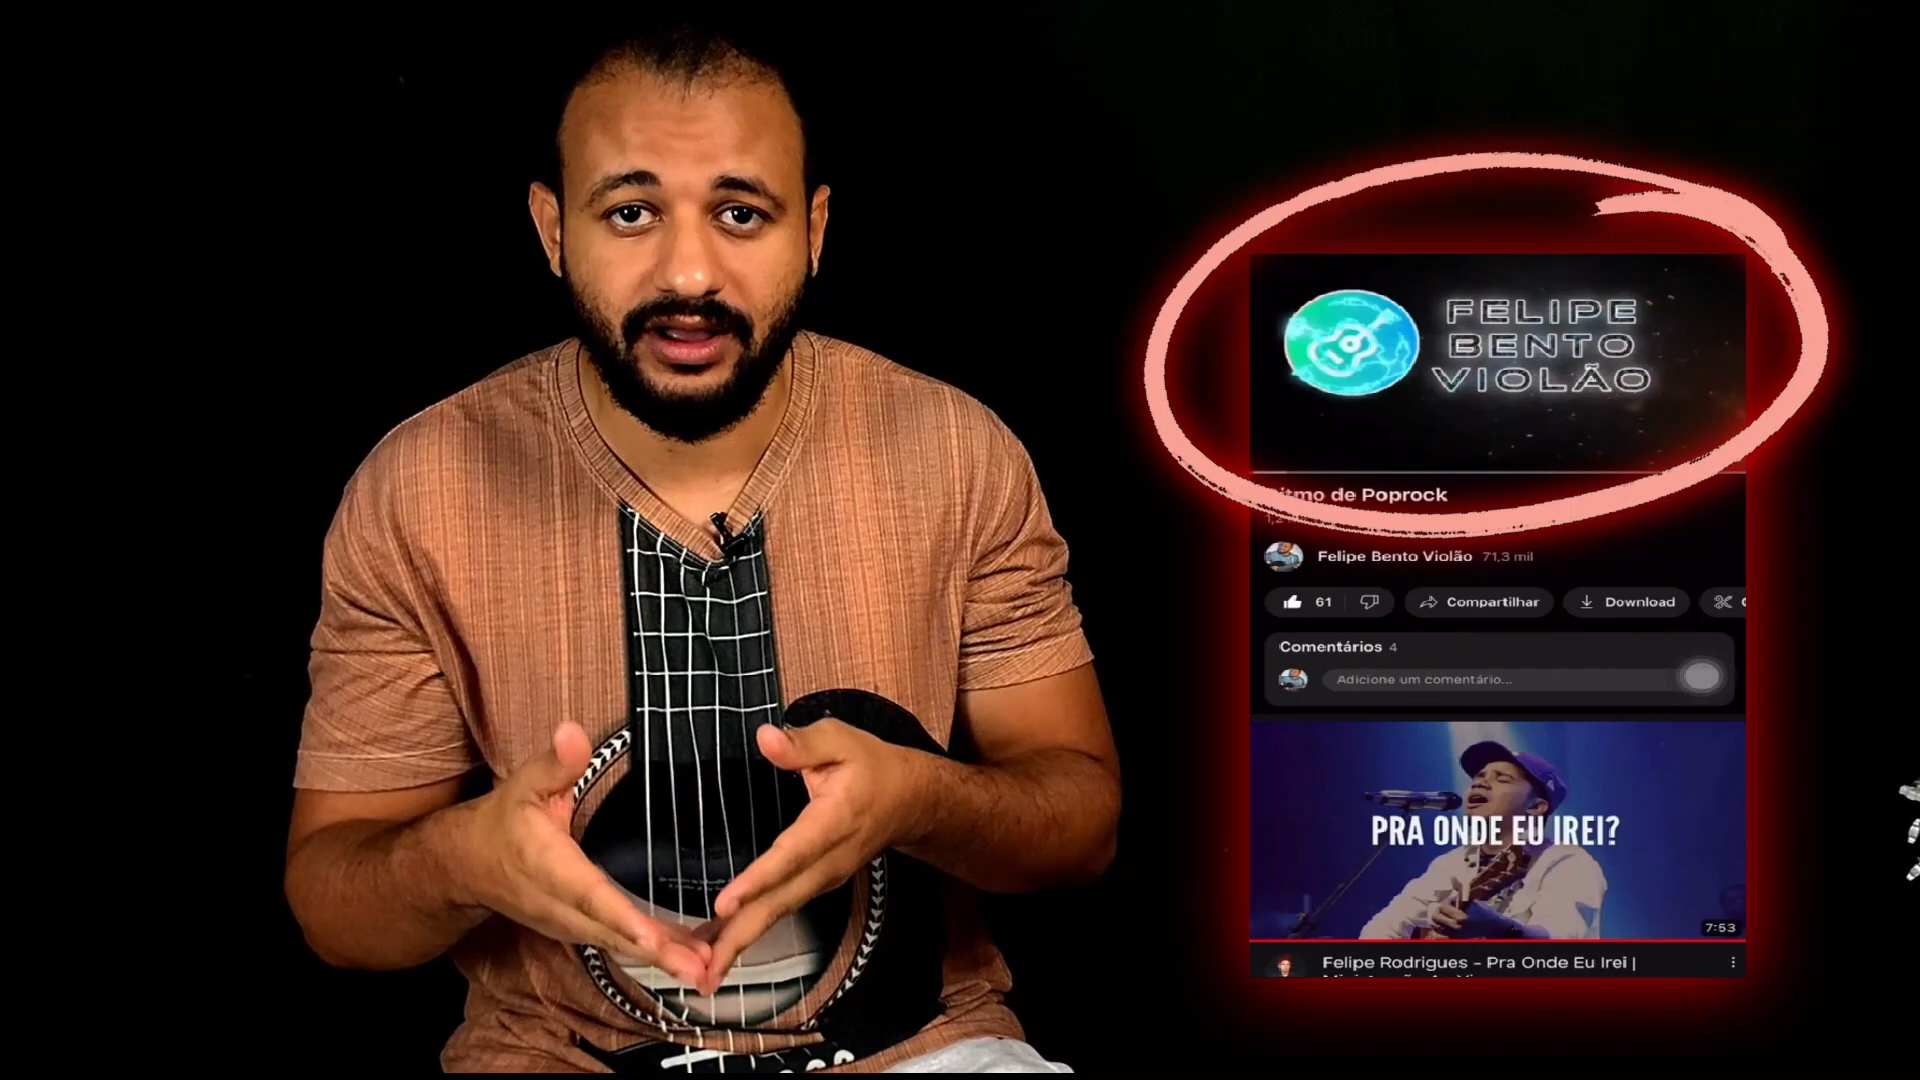 FELIPE
BENTO
VIOLÃO
de Poprock
Felipe Bento Violão 71,3 mil
61
Compartilhar
Download
Comentários 4
Adicione um comentário...
PRA ONDE EU IREI?
7:53
Felipe Rodrigues - Pra Onde Eu Irei |